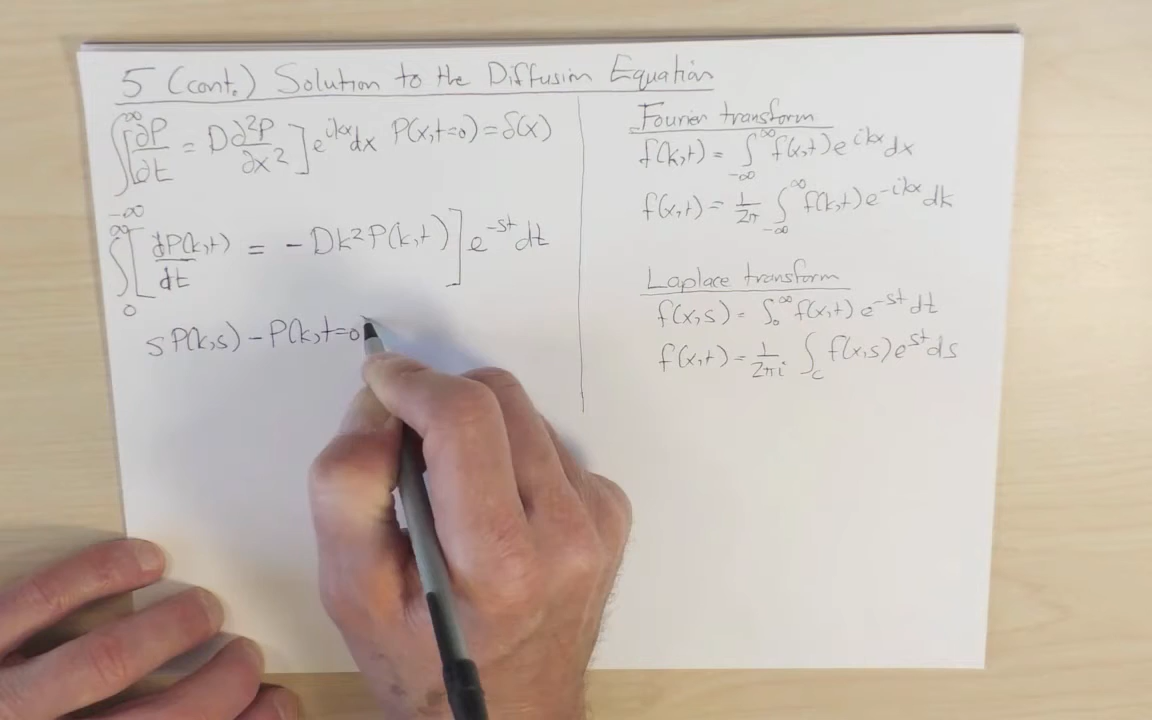 5 (cont.) Solution to the Diffusion Equation
∫_{-∞}^{∞} [∂P/∂t = D ∂²P/∂x²] e^{ikx} dx P(x,t=0) = δ(x)
∫_0^∞ [dP(k,t)/dt = -Dk²P(k,t)] e^{-st} dt
sP(k,s) - P(k,t=0
Fourier transform
f(k,t) = ∫_{-∞}^{∞} f(x,t) e^{ikx} dx
f(x,t) = 1/2π ∫_{-∞}^{∞} f(k,t) e^{-ikx} dk
Laplace transform
f(x,s) = ∫_0^∞ f(x,t) e^{-st} dt
f(x,t) = 1/2πi ∫_c f(x,s) e^{st} ds